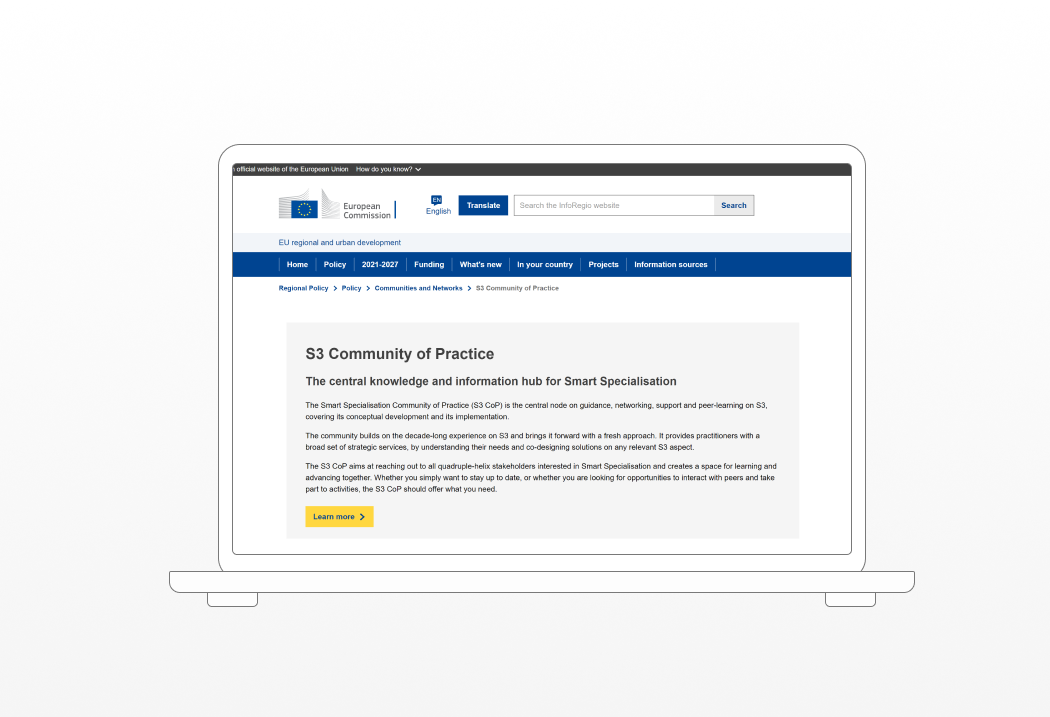 official website of the European Union How do you know?
European
Commission
EN
English
Translate
Search the InfoRegio website
Search
EU regional and urban development
Home Policy 2021-2027 Funding What's new In your country Projects Information sources
Regional Policy > Policy > Communities and Networks > S3 Community of Practice
S3 Community of Practice
The central knowledge and information hub for Smart Specialisation
The Smart Specialisation Community of Practice (S3 CoP) is the central node on guidance, networking, support and peer-learning on S3,
covering its conceptual development and its implementation.
The community builds on the decade-long experience on S3 and brings it forward with a fresh approach. It provides practitioners with a
broad set of strategic services, by understanding their needs and co-designing solutions on any relevant S3 aspect.
The S3 CoP aims at reaching out to all quadruple-helix stakeholders interested in Smart Specialisation and creates a space for learning and
advancing together. Whether you simply want to stay up to date, or whether you are looking for opportunities to interact with peers and take
part to activities, the S3 CoP should offer what you need.
Learn more >